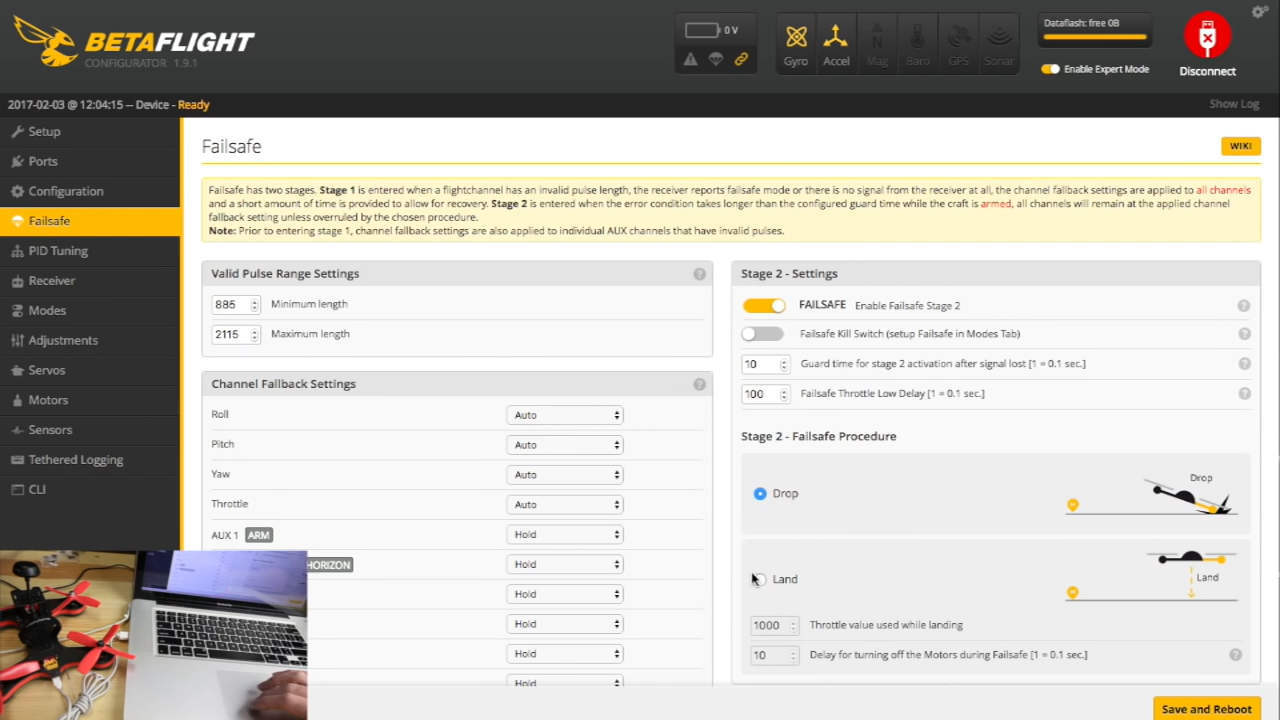 BETAFLIGHT
CONFIGURATOR 1.9.1
0 V
Gyro
Accel
Mag
Baro
GPS
Sonar
Dataflash: free 0B
Enable Expert Mode
Disconnect
2017-02-03 @ 12:04:15 -- Device - Ready
Show Log
Setup
Ports
Configuration
Failsafe
PID Tuning
Receiver
Modes
Adjustments
Servos
Motors
Sensors
Tethered Logging
CLI
Failsafe
WIKI
Failsafe has two stages. Stage 1 is entered when a flightchannel has an invalid pulse length, the receiver reports failsafe mode or there is no signal from the receiver at all, the channel fallback settings are applied to all channels
and a short amount of time is provided to allow for recovery. Stage 2 is entered when the error condition takes longer than the configured guard time while the craft is armed, all channels will remain at the applied channel
fallback setting unless overruled by the chosen procedure.
Note: Prior to entering stage 1, channel fallback settings are also applied to individual AUX channels that have invalid pulses.
Valid Pulse Range Settings
885 Minimum length
2115 Maximum length
Channel Fallback Settings
Roll Auto
Pitch Auto
Yaw Auto
Throttle Auto
AUX 1 ARM Hold
HORIZON Hold
Hold
Hold
Hold
Hold
Stage 2 - Settings
FAILSAFE Enable Failsafe Stage 2
Failsafe Kill Switch (setup Failsafe in Modes Tab)
10 Guard time for stage 2 activation after signal lost [1 = 0.1 sec.]
100 Failsafe Throttle Low Delay [1 = 0.1 sec.]
Stage 2 - Failsafe Procedure
Drop
Drop
Land
Land
1000 Throttle value used while landing
10 Delay for turning off the Motors during Failsafe [1 = 0.1 sec.]
Save and Reboot